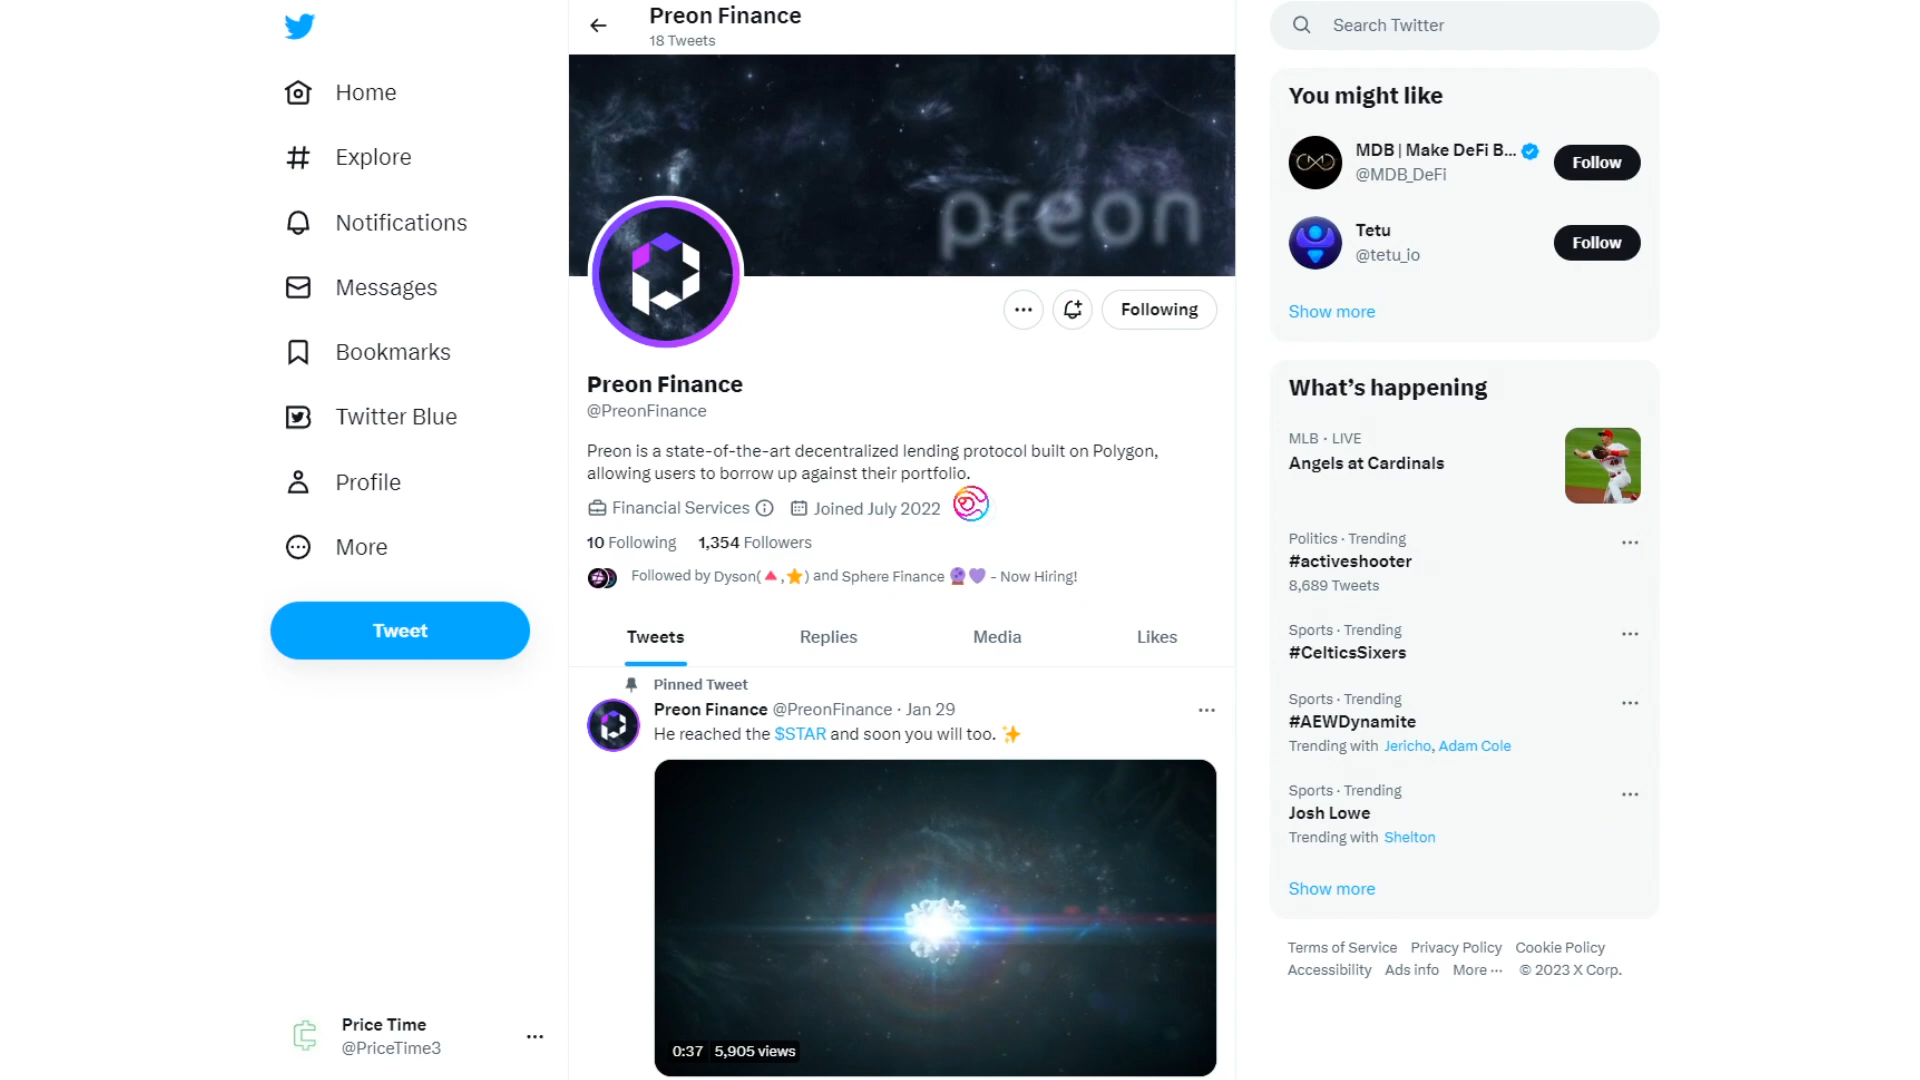 Home
Explore
Notifications
Messages
Bookmarks
Twitter Blue
Profile
More
Tweet
Price Time
@PriceTime3
Preon Finance
18 Tweets
preon
Following
Preon Finance
@PreonFinance
Preon is a state-of-the-art decentralized lending protocol built on Polygon,
allowing users to borrow up against their portfolio.
Financial Services Joined July 2022
10 Following 1,354 Followers
Followed by Dyson(🔺,⭐) and Sphere Finance 🔮💜 - Now Hiring!
Tweets Replies Media Likes
Pinned Tweet
Preon Finance @PreonFinance · Jan 29
He reached the $STAR and soon you will too. ✨
0:37 5,905 views
Search Twitter
You might like
MDB | Make DeFi B...
@MDB_DeFi
Follow
Tetu
@tetu_io
Follow
Show more
What's happening
MLB · LIVE
Angels at Cardinals
Politics · Trending
#activeshooter
8,689 Tweets
Sports · Trending
#CelticsSixers
Sports · Trending
#AEWDynamite
Trending with Jericho, Adam Cole
Sports · Trending
Josh Lowe
Trending with Shelton
Show more
Terms of Service Privacy Policy Cookie Policy
Accessibility Ads info More ··· © 2023 X Corp.